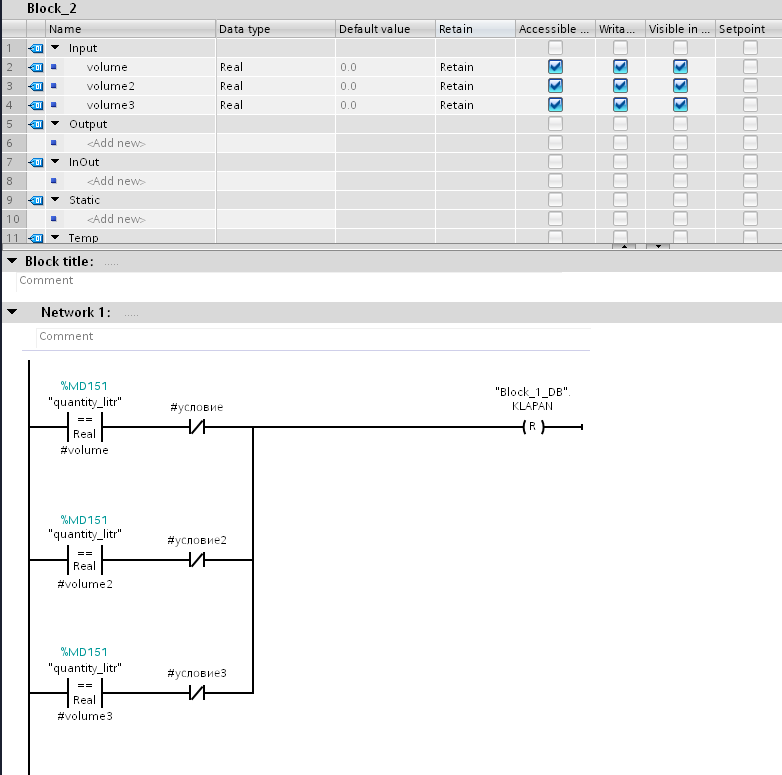 Block_2
Name Data type Default value Retain Accessible ... Writa... Visible in ... Setpoint
1 Input
2 volume Real 0.0 Retain
3 volume2 Real 0.0 Retain
4 volume3 Real 0.0 Retain
5 Output
6 <Add new>
7 InOut
8 <Add new>
9 Static
10 <Add new>
11 Temp
Block title: .....
Comment
Network 1: .....
Comment
%MD151
"quantity_litr"
==
Real
#volume
#условие
"Block_1_DB".
KLAPAN
R
%MD151
"quantity_litr"
==
Real
#volume2
#условие2
%MD151
"quantity_litr"
==
Real
#volume3
#условие3